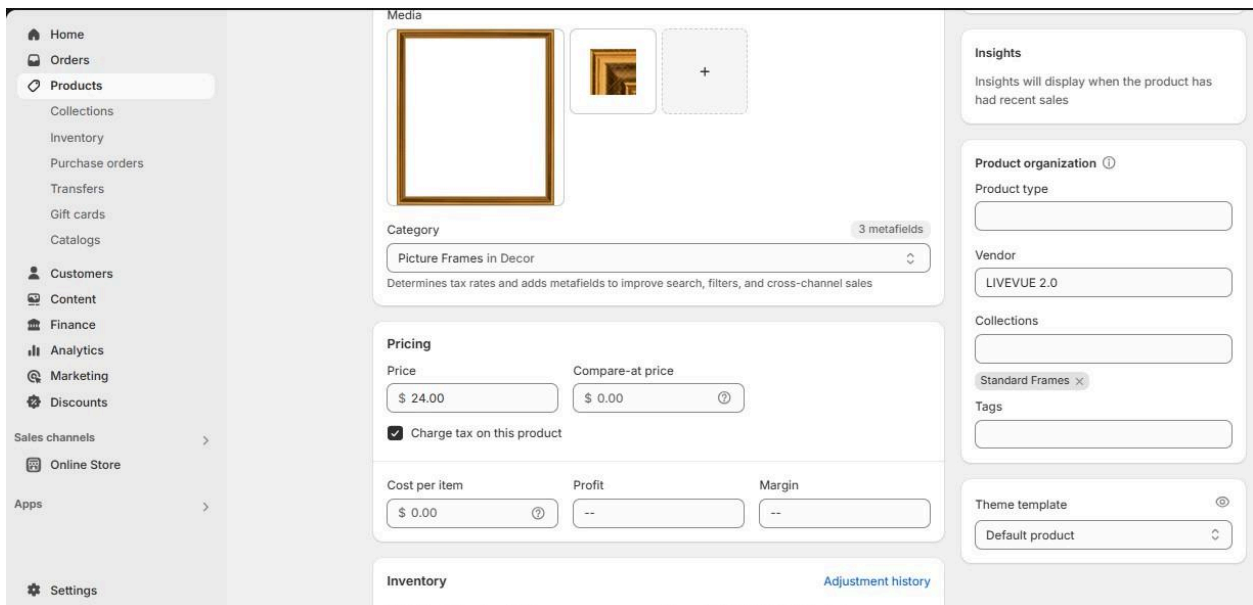 Home
Orders
Products
Collections
Inventory
Purchase orders
Transfers
Gift cards
Catalogs
Customers
Content
Finance
Analytics
Marketing
Discounts
Sales channels
Online Store
Apps
Settings
Media
+
Category
3 metafields
Picture Frames in Decor
Determines tax rates and adds metafields to improve search, filters, and cross-channel sales
Pricing
Price
Compare-at price
$ 24.00
$ 0.00
Charge tax on this product
Cost per item
Profit
Margin
$ 0.00
--
--
Inventory
Adjustment history
Insights
Insights will display when the product has
had recent sales
Product organization
Product type
Vendor
LIVEVUE 2.0
Collections
Standard Frames ×
Tags
Theme template
Default product